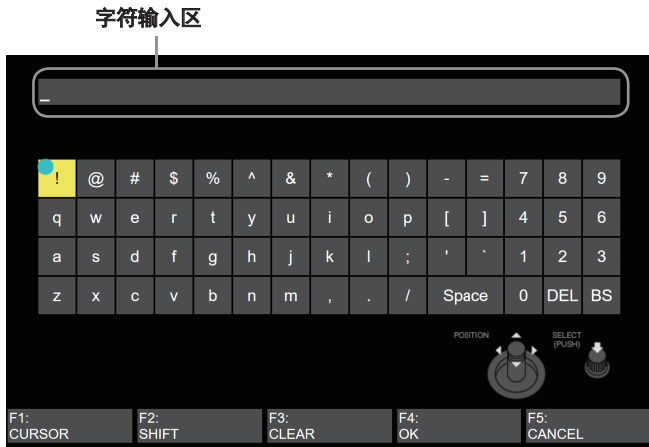 字符输入区
_
! @ # $ % ^ & * ( ) - = 7 8 9
q w e r t y u i o p [ ] 4 5 6
a s d f g h j k l ; ' ` 1 2 3
z x c v b n m , . / Space 0 DEL BS
POSITION SELECT
(PUSH)
F1: F2: F3: F4: F5:
CURSOR SHIFT CLEAR OK CANCEL